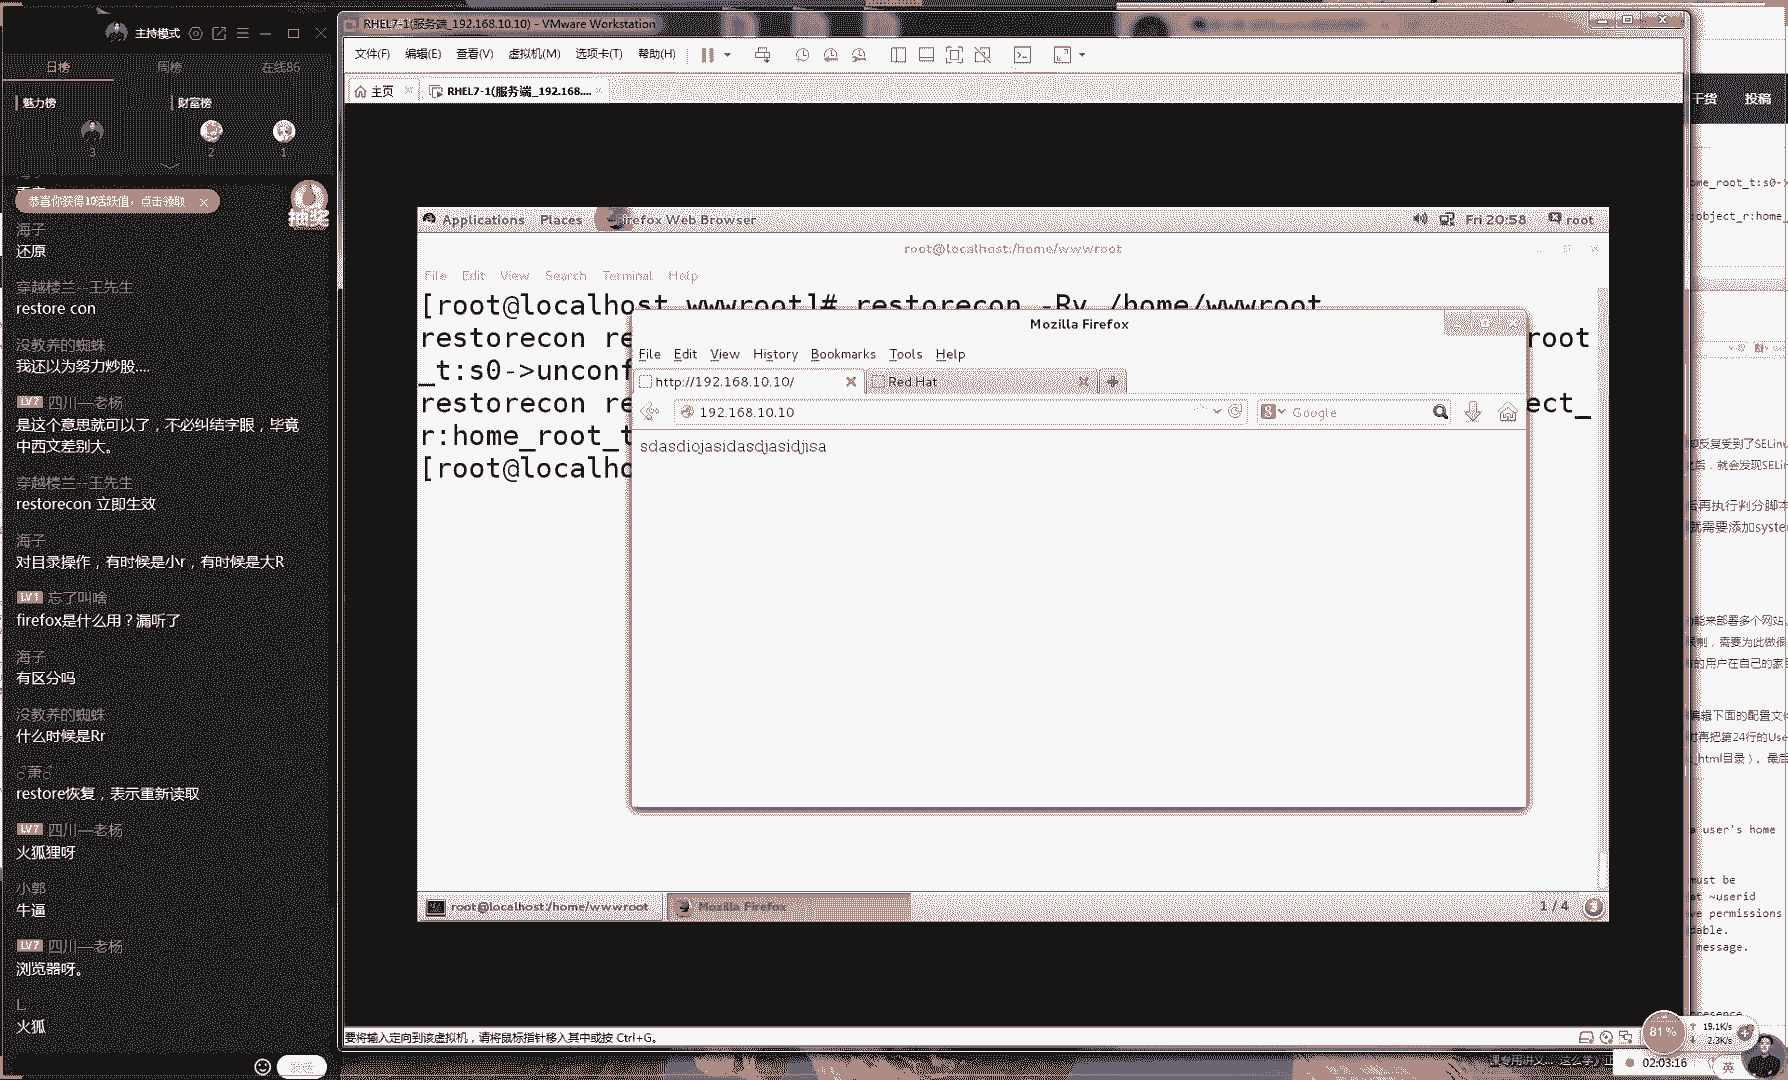 主持模式
日榜 周榜 在线86
魅力榜 财富榜
3 2 1
恭喜你获得10活跃值，点击领取 ×
抽奖
海子
还原
穿越楼兰--王先生
restore con
没教养的蜘蛛
我还以为努力炒股....
LV7 四川—老杨
是这个意思就可以了，不必纠结字眼，毕竟
中西文差别大。
穿越楼兰--王先生
restorecon 立即生效
海子
对目录操作，有时候是小r，有时候是大R
LV1 忘了叫啥
firefox是什么用？漏听了
海子
有区分吗
没教养的蜘蛛
什么时候是Rr
♂萧♂
restore恢复，表示重新读取
LV7 四川—老杨
火狐狸呀
小郭
牛逼
LV7 四川—老杨
浏览器呀。
L
火狐
发送
RHEL7-1(服务端_192.168.10.10) - VMware Workstation
文件(F) 编辑(E) 查看(V) 虚拟机(M) 选项卡(T) 帮助(H)
主页 × RHEL7-1(服务端_192.168.... ×
Applications Places Firefox Web Browser Fri 20:58 root
root@localhost:/home/wwwroot
File Edit View Search Terminal Help
[root@localhost wwwroot]# restorecon -Rv /home/wwwroot
restorecon re root
_t:s0->unconf
restorecon re ect_
r:home_root_t
[root@localho
Mozilla Firefox
File Edit View History Bookmarks Tools Help
http://192.168.10.10/ Red Hat
192.168.10.10 Google
sdasdiojasidasdjasidjisa
root@localhost:/home/wwwroot Mozilla Firefox 1 / 4 3
要将输入定向到该虚拟机，请将鼠标指针移入其中或按 Ctrl+G。
干货 投稿
ome_root_t:s0->
:object_r:home_
即反复受到了SELinu
之后，就会发现SELin
后再执行判分脚本
就需要添加syster
功能来部署多个网站
限制，需要为此做很
有的用户在自己的家目
编辑下面的配置文件
时再把第24行的Use
_html目录），最后
a user's home
must be
at ~userid
ve permissions
dable.
message.
presence
81% 19.1K/s
2.3K/s
02:03:16 英